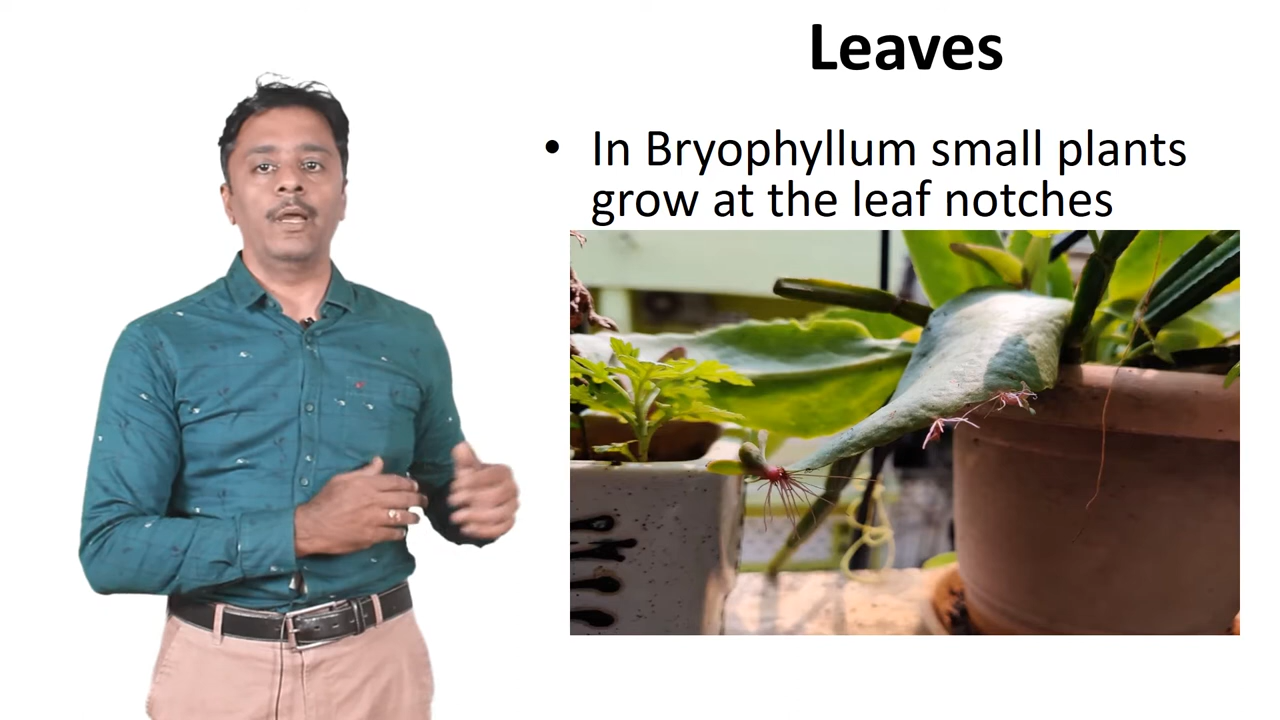 Leaves
• In Bryophyllum small plants
grow at the leaf notches